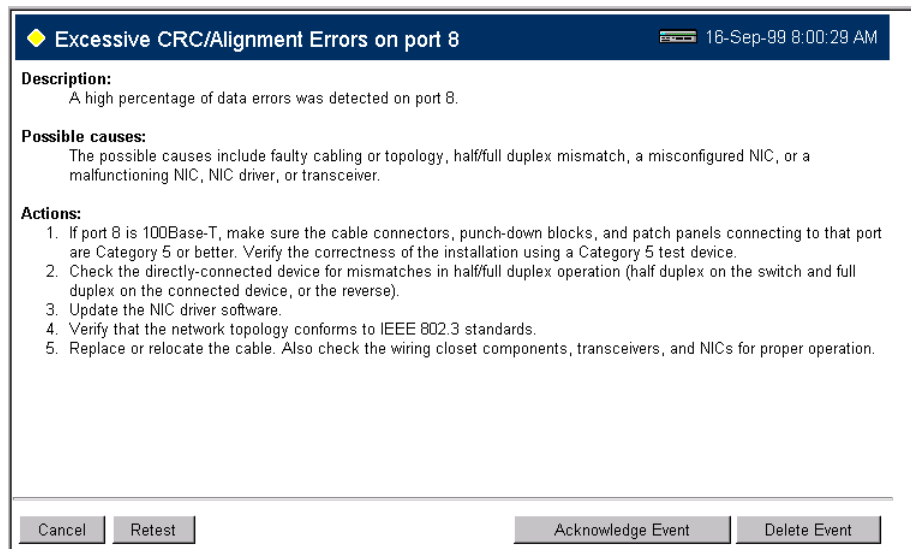 Excessive CRC/Alignment Errors on port 8
16-Sep-99 8:00:29 AM
Description:
A high percentage of data errors was detected on port 8.
Possible causes:
The possible causes include faulty cabling or topology, half/full duplex mismatch, a misconfigured NIC, or a
malfunctioning NIC, NIC driver, or transceiver.
Actions:
1. If port 8 is 100Base-T, make sure the cable connectors, punch-down blocks, and patch panels connecting to that port
are Category 5 or better. Verify the correctness of the installation using a Category 5 test device.
2. Check the directly-connected device for mismatches in half/full duplex operation (half duplex on the switch and full
duplex on the connected device, or the reverse).
3. Update the NIC driver software.
4. Verify that the network topology conforms to IEEE 802.3 standards.
5. Replace or relocate the cable. Also check the wiring closet components, transceivers, and NICs for proper operation.
Cancel Retest Acknowledge Event Delete Event